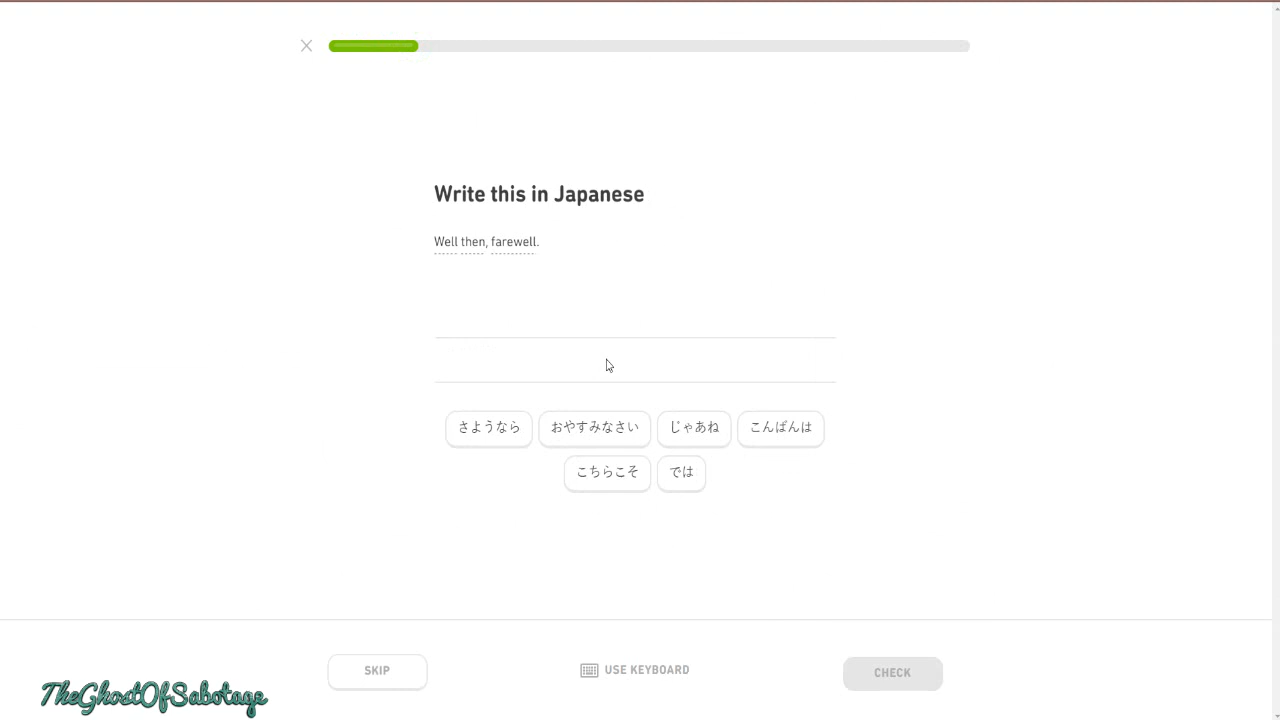 Write this in Japanese
Well then, farewell.
さようなら おやすみなさい じゃあね こんばんは
こちらこそ では
SKIP USE KEYBOARD CHECK
TheGhostOfSabotage